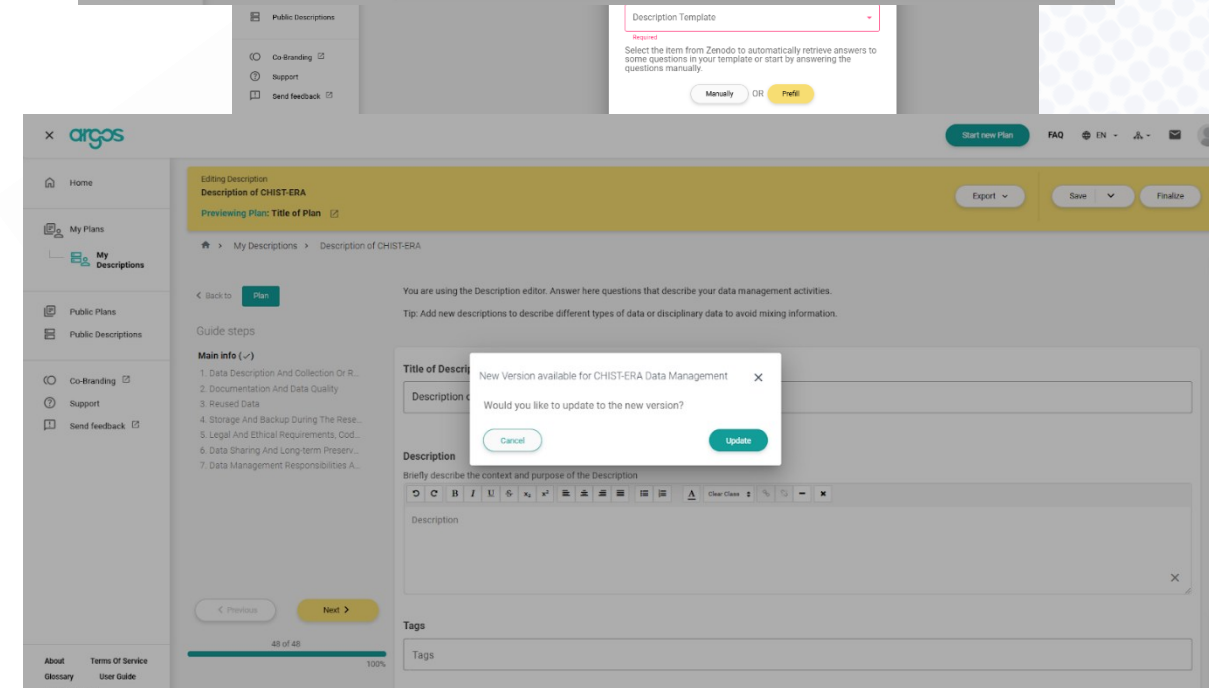 Public Descriptions
Co-Branding
Support
Send feedback
Description Template
Required
Select the item from Zenodo to automatically retrieve answers to
some questions in your template or start by answering the
questions manually.
Manually OR Prefill
× argos
Start new Plan FAQ EN
Home
My Plans
My
Descriptions
Public Plans
Public Descriptions
Co-Branding
Support
Send feedback
About Terms Of Service
Glossary User Guide
Editing Description
Description of CHIST-ERA
Previewing Plan: Title of Plan
Export Save Finalize
My Descriptions > Description of CHIST-ERA
Back to Plan
Guide steps
Main info (✓)
1. Data Description And Collection Or R...
2. Documentation And Data Quality
3. Reused Data
4. Storage And Backup During The Rese...
5. Legal And Ethical Requirements, Cod...
6. Data Sharing And Long-term Preserv...
7. Data Management Responsibilities A...
Previous Next
48 of 48
100%
You are using the Description editor. Answer here questions that describe your data management activities.
Tip: Add new descriptions to describe different types of data or disciplinary data to avoid mixing information.
Title of Descrip
Description o
New Version available for CHIST-ERA Data Management
Would you like to update to the new version?
Cancel Update
Description
Briefly describe the context and purpose of the Description
B I U S x₂ x² A Clear Class
Description
Tags
Tags